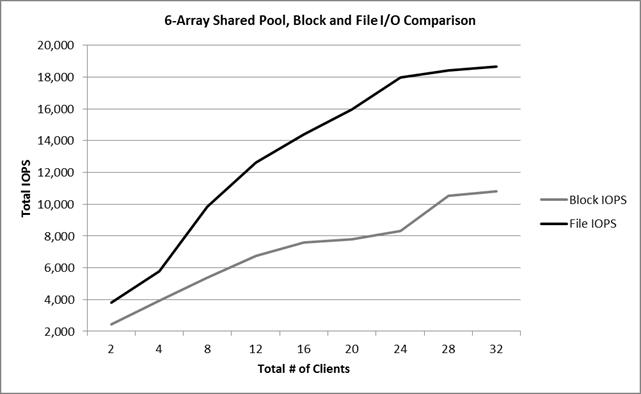 6-Array Shared Pool, Block and File I/O Comparison
20,000
18,000
16,000
14,000
12,000
10,000
8,000
6,000
4,000
2,000
Total IOPS
Block IOPS
File IOPS
2 4 8 12 16 20 24 28 32
Total # of Clients